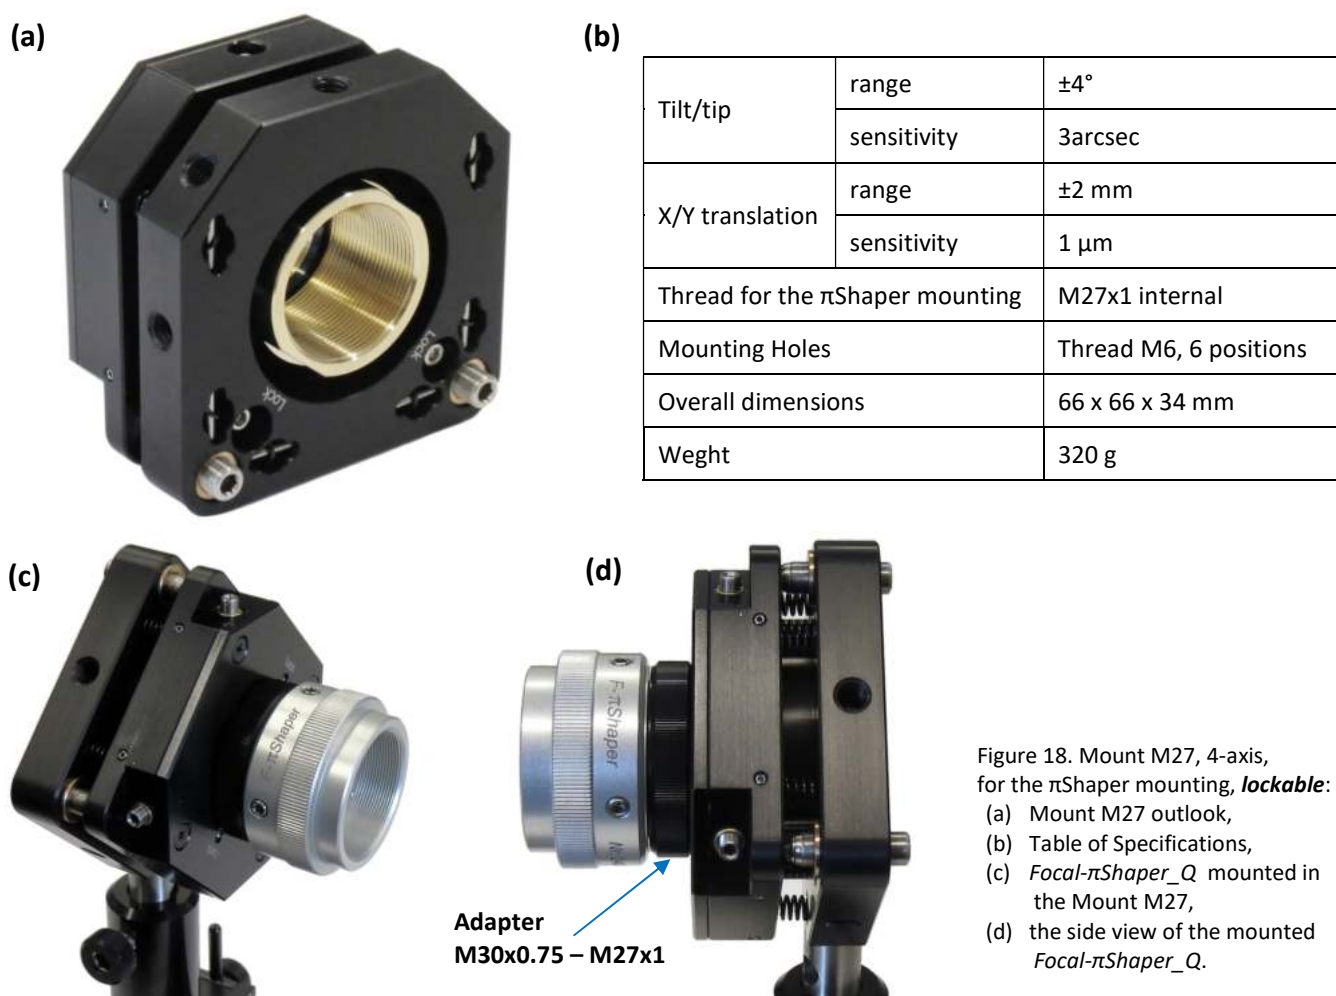 (a)
(b)
Tilt/tip
range
±4°
sensitivity
3arcsec
X/Y translation
range
±2 mm
sensitivity
1 µm
Thread for the πShaper mounting
M27x1 internal
Mounting Holes
Thread M6, 6 positions
Overall dimensions
66 x 66 x 34 mm
Weght
320 g
Lock
Lock
(c)
F-πShaper
(d)
F-πShaper
Adapter
M30x0.75 – M27x1
Figure 18. Mount M27, 4-axis,
for the πShaper mounting, lockable:
(a) Mount M27 outlook,
(b) Table of Specifications,
(c) Focal-πShaper_Q mounted in
the Mount M27,
(d) the side view of the mounted
Focal-πShaper_Q.